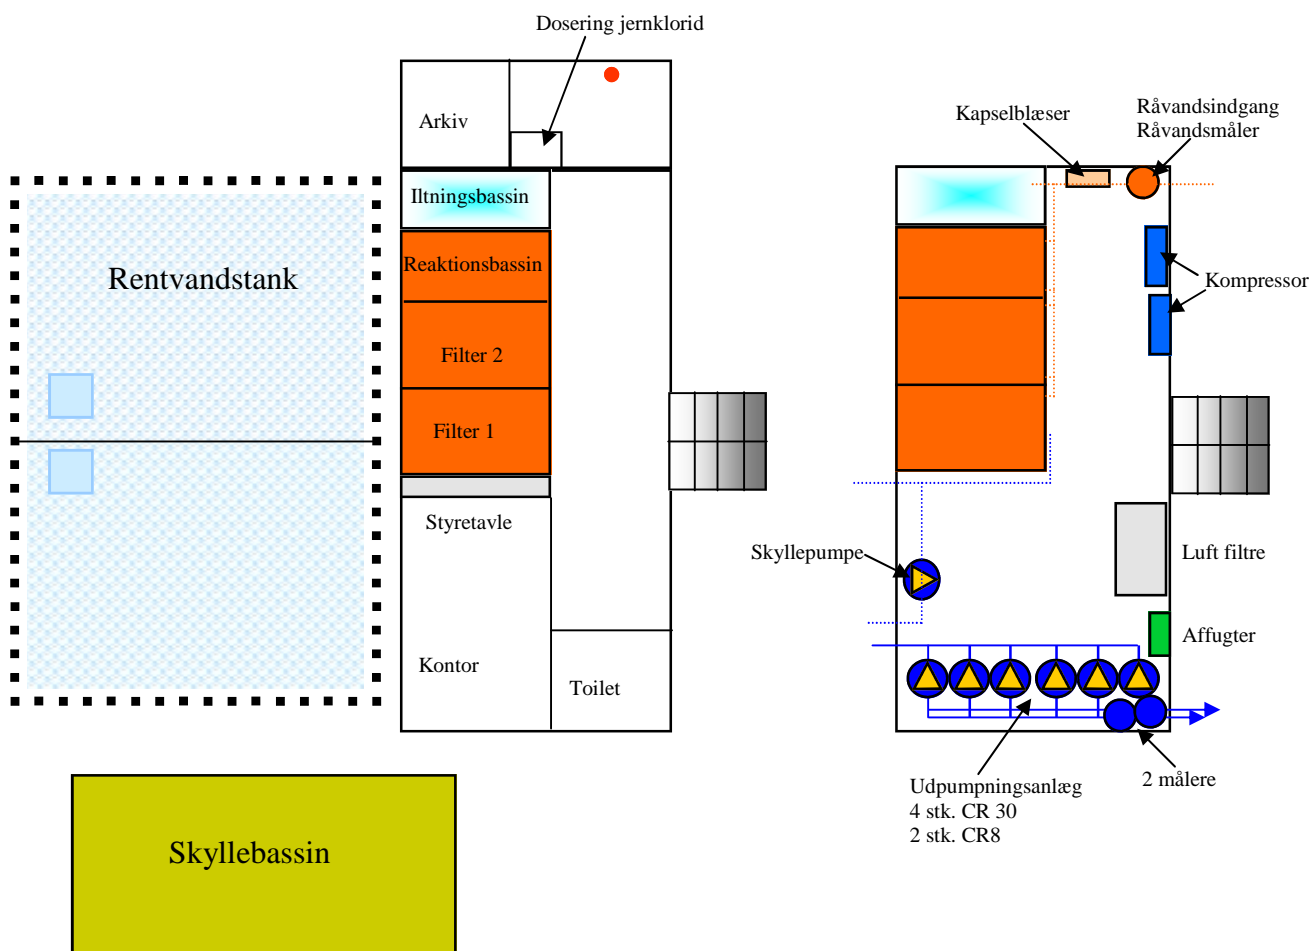 Dosering jernklorid
Arkiv
Iltningsbassin
Reaktionsbassin
Filter 2
Filter 1
Styretavle
Kontor
Toilet
Rentvandstank
Skyllebassin
Kapselblæser
Råvandsindgang
Råvandsmåler
Kompressor
Skyllepumpe
Luft filtre
Affugter
Udpumpningsanlæg
4 stk. CR 30
2 stk. CR8
2 målere